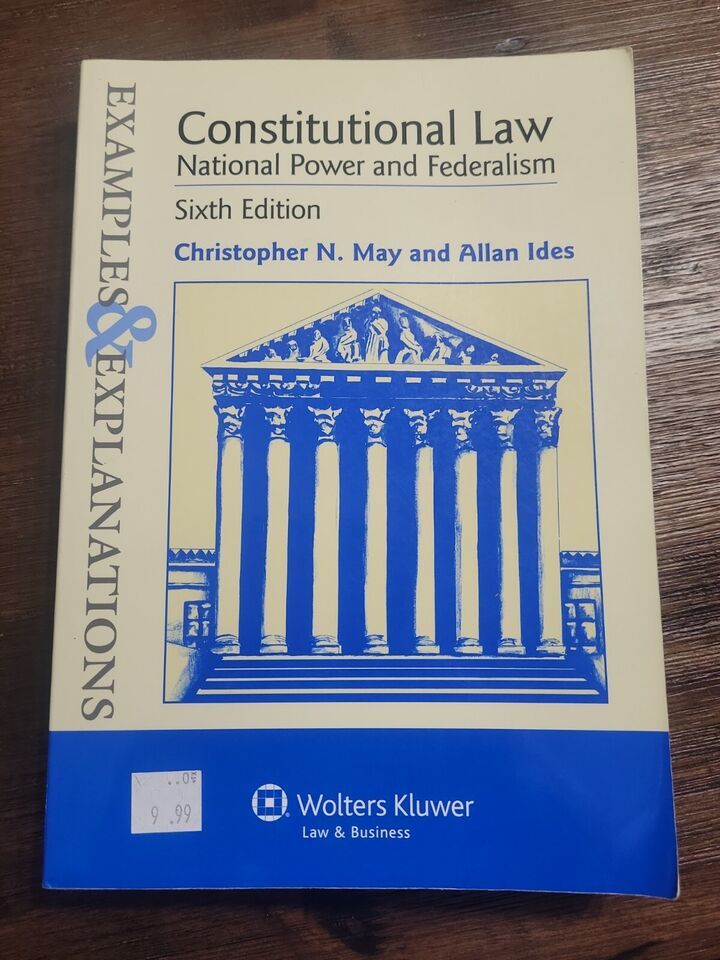 EXAMPLES & EXPLANATIONS
Constitutional Law
National Power and Federalism
Sixth Edition
Christopher N. May and Allan Ides
9.99
Wolters Kluwer
Law & Business